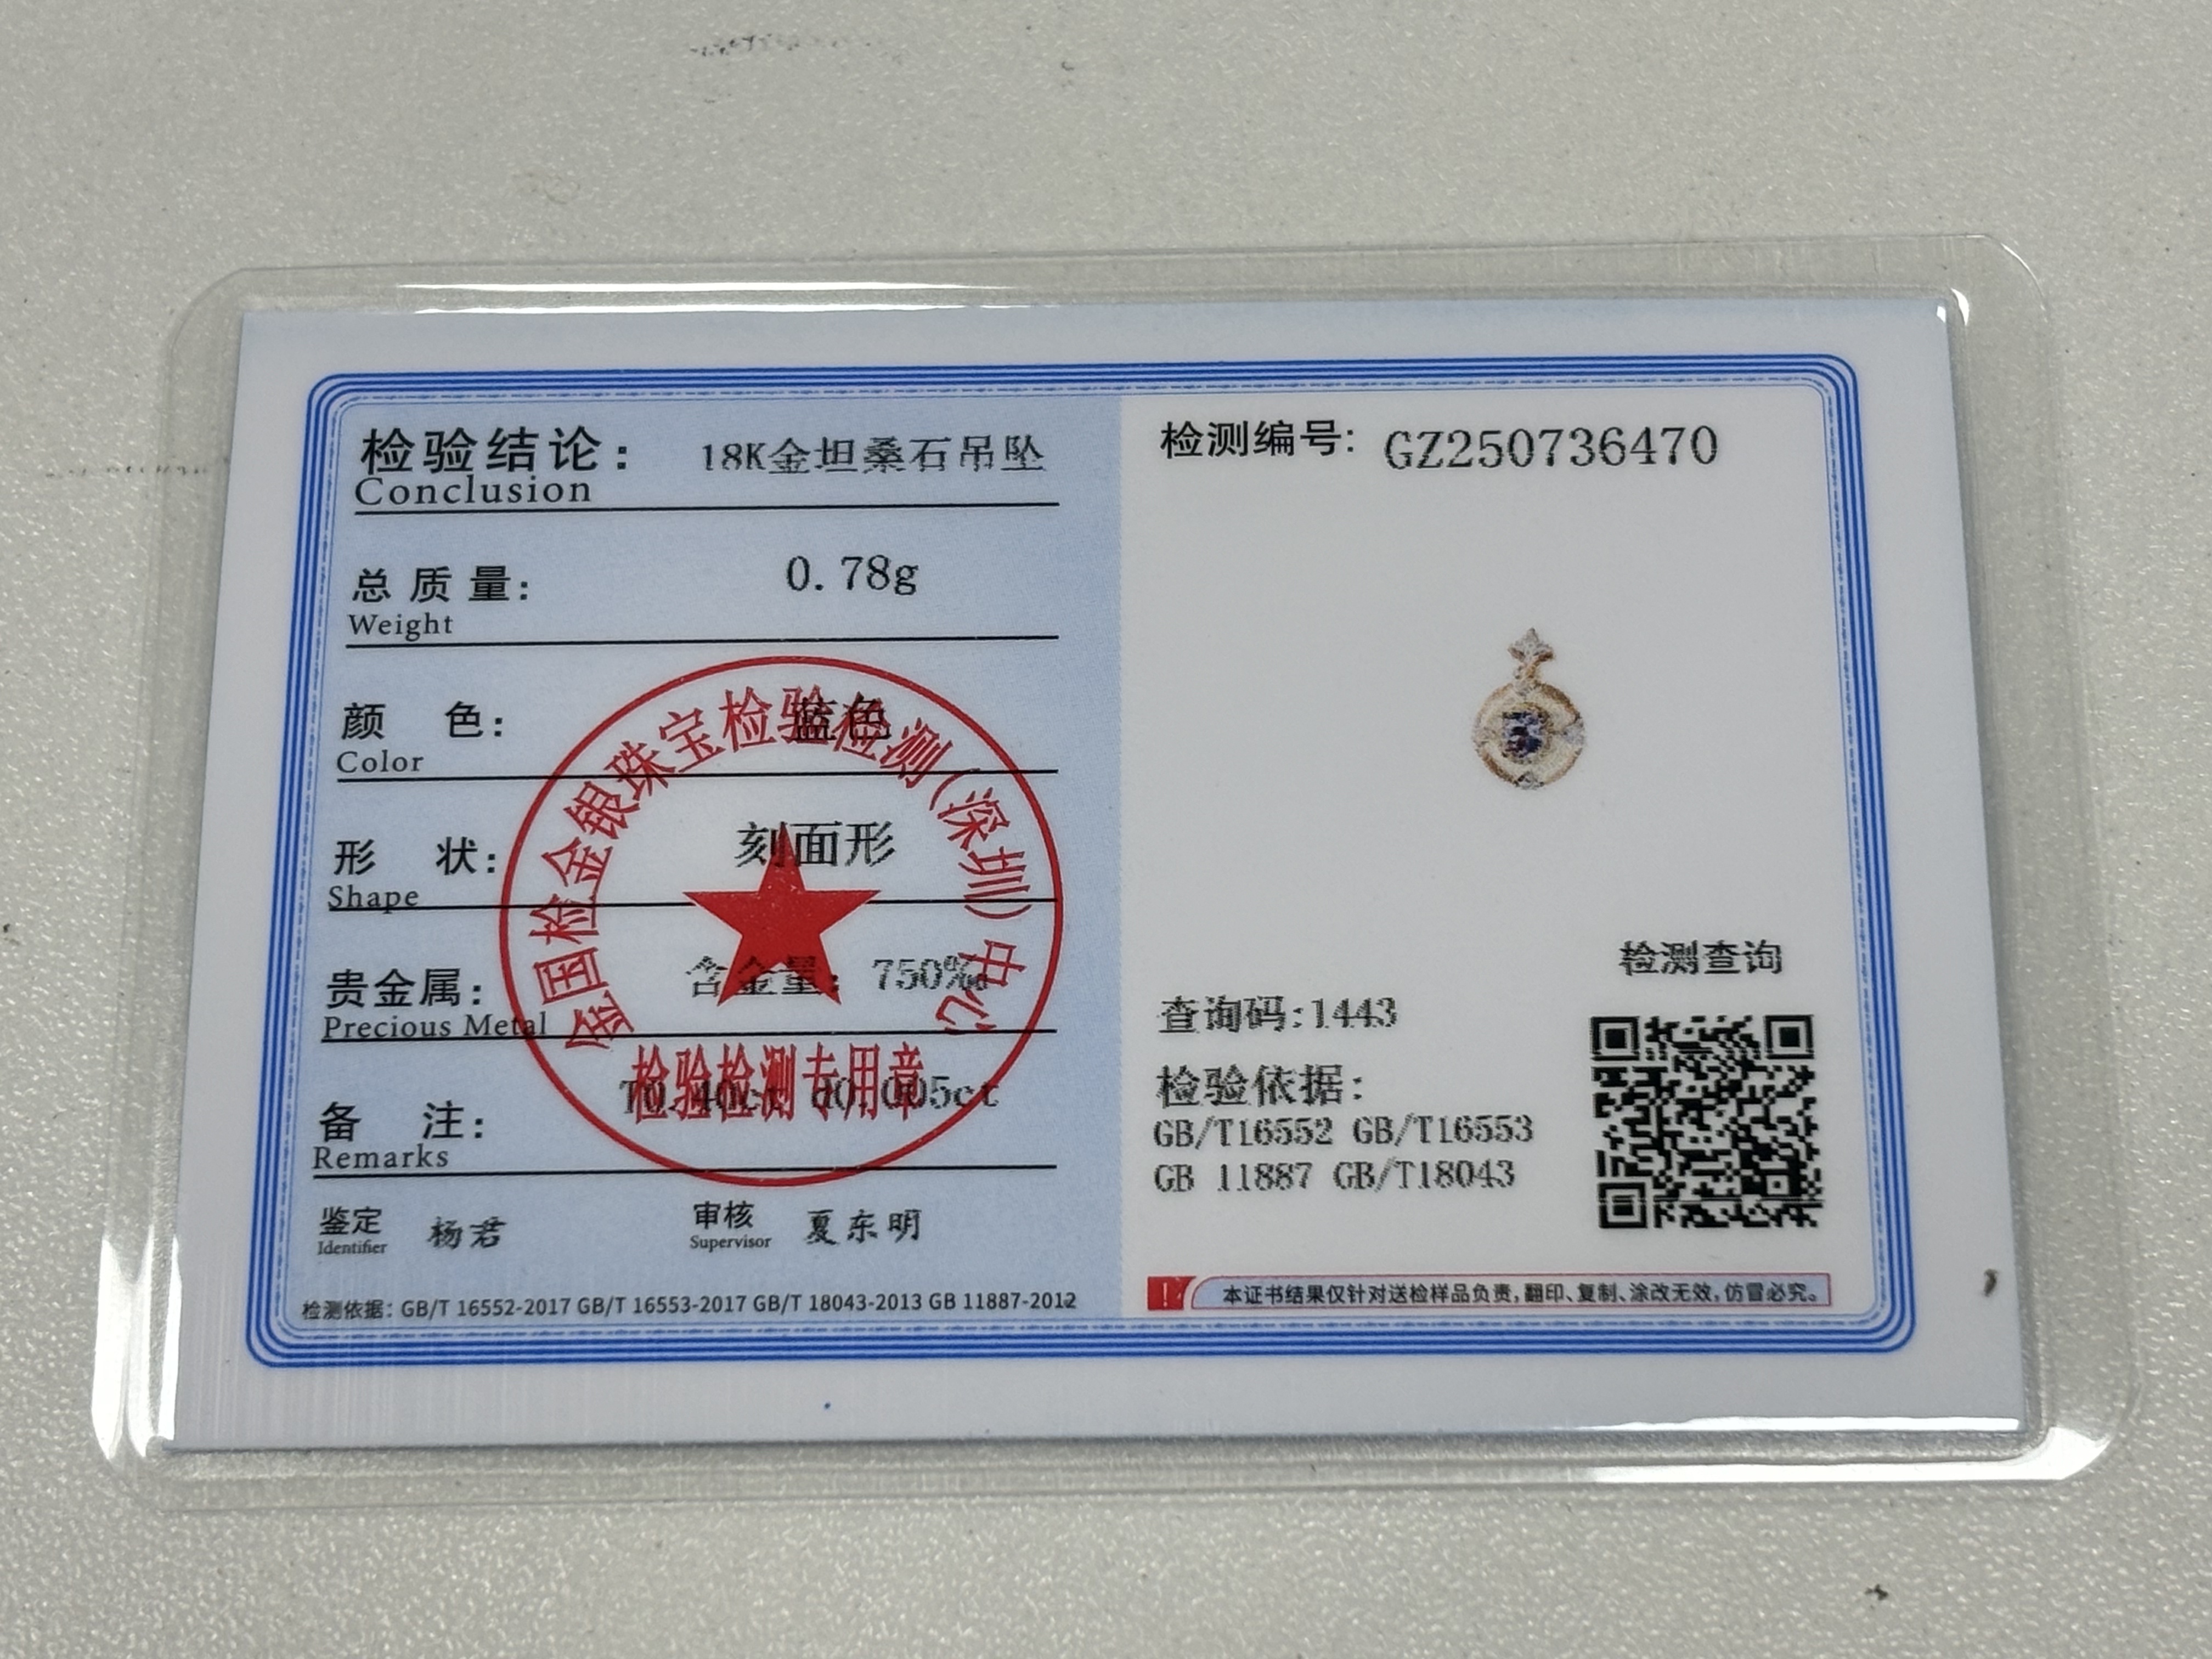 检验结论： 18K金坦桑石吊坠
Conclusion
总质量： 0.78g
Weight
颜 色： 蓝色
Color
形 状： 刻面形
Shape
贵金属： 含金量：750‰
Precious Metal
备 注： T0.40ct d0.005ct
Remarks
鉴定 杨君 审核 夏东明
Identifier Supervisor
检测依据：GB/T 16552-2017 GB/T 16553-2017 GB/T 18043-2013 GB 11887-2012
金国检金银珠宝检验检测(深圳)中心
检验检测专用章
检测编号: GZ250736470
检测查询
查询码:1443
检验依据:
GB/T16552 GB/T16553
GB 11887 GB/T18043
! 本证书结果仅针对送检样品负责,翻印、复制、涂改无效,仿冒必究。